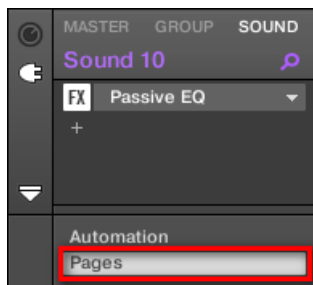 MASTER GROUP SOUND
Sound 10
FX Passive EQ
+
Automation
Pages